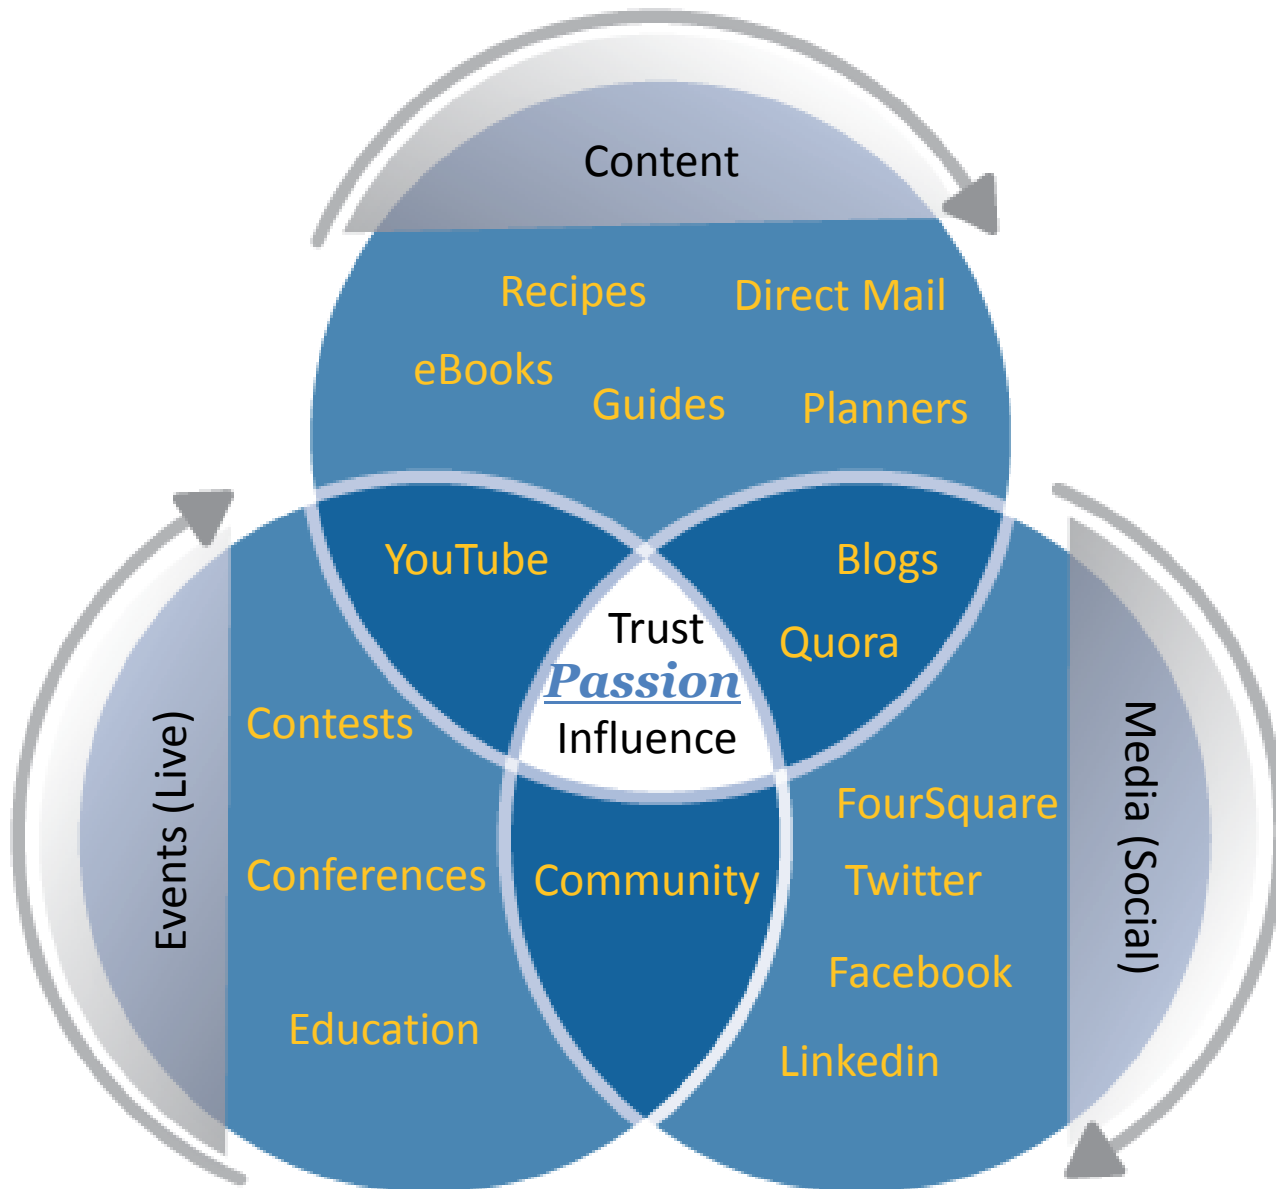 Content
Recipes
Direct Mail
eBooks
Guides
Planners
YouTube
Blogs
Trust
Quora
Passion
Influence
Events (Live)
Contests
Conferences
Education
Community
FourSquare
Twitter
Facebook
Linkedin
Media (Social)